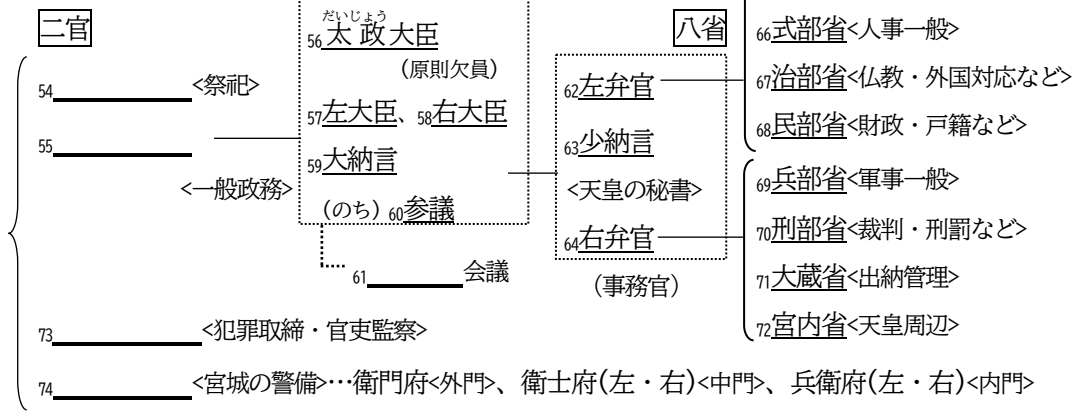 二官
54 <祭祀>
55
<一般政務>
だいじょう
56太政大臣
(原則欠員)
57左大臣、58右大臣
59大納言
(のち) 60参議
61 会議
八省
62左弁官
63少納言
<天皇の秘書>
64右弁官
(事務官)
66式部省<人事一般>
67治部省<仏教・外国対応など>
68民部省<財政・戸籍など>
69兵部省<軍事一般>
70刑部省<裁判・刑罰など>
71大蔵省<出納管理>
72宮内省<天皇周辺>
73 <犯罪取締・官吏監察>
74 <宮城の警備>…衛門府<外門>、衛士府(左・右)<中門>、兵衛府(左・右)<内門>